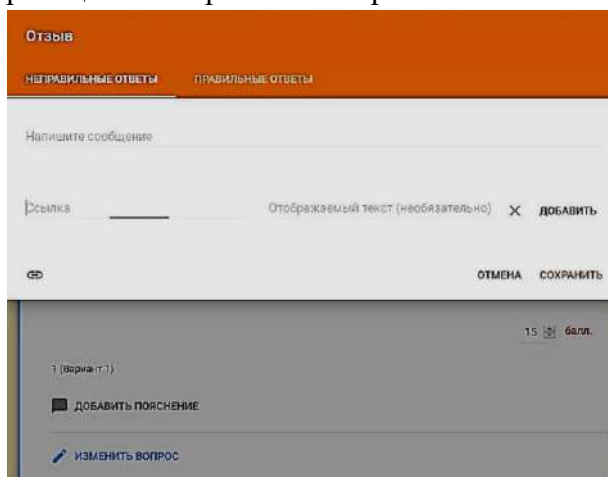 Отзыв
НЕПРАВИЛЬНЫЕ ОТВЕТЫ ПРАВИЛЬНЫЕ ОТВЕТЫ
Напишите сообщение
Ссылка Отображаемый текст (необязательно) ДОБАВИТЬ
ОТМЕНА СОХРАНИТЬ
15 балл.
(Вариант 1)
ДОБАВИТЬ ПОЯСНЕНИЕ
ИЗМЕНИТЬ ВОПРОС